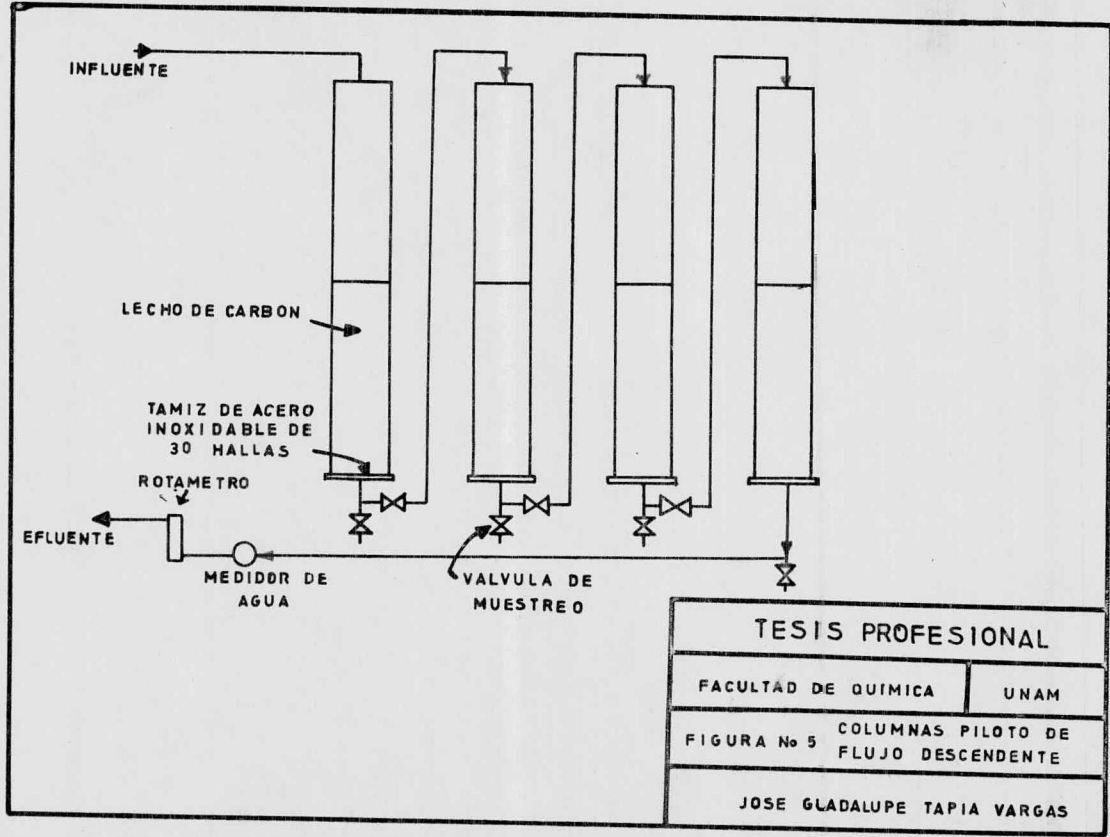 INFLUENTE
LECHO DE CARBON
TAMIZ DE ACERO
INOXIDABLE DE
30 HALLAS
ROTAMETRO
EFLUENTE
MEDIDOR DE
AGUA
VALVULA DE
MUESTREO
TESIS PROFESIONAL
FACULTAD DE QUIMICA
UNAM
FIGURA No 5
COLUMNAS PILOTO DE
FLUJO DESCENDENTE
JOSE GLADALUPE TAPIA VARGAS